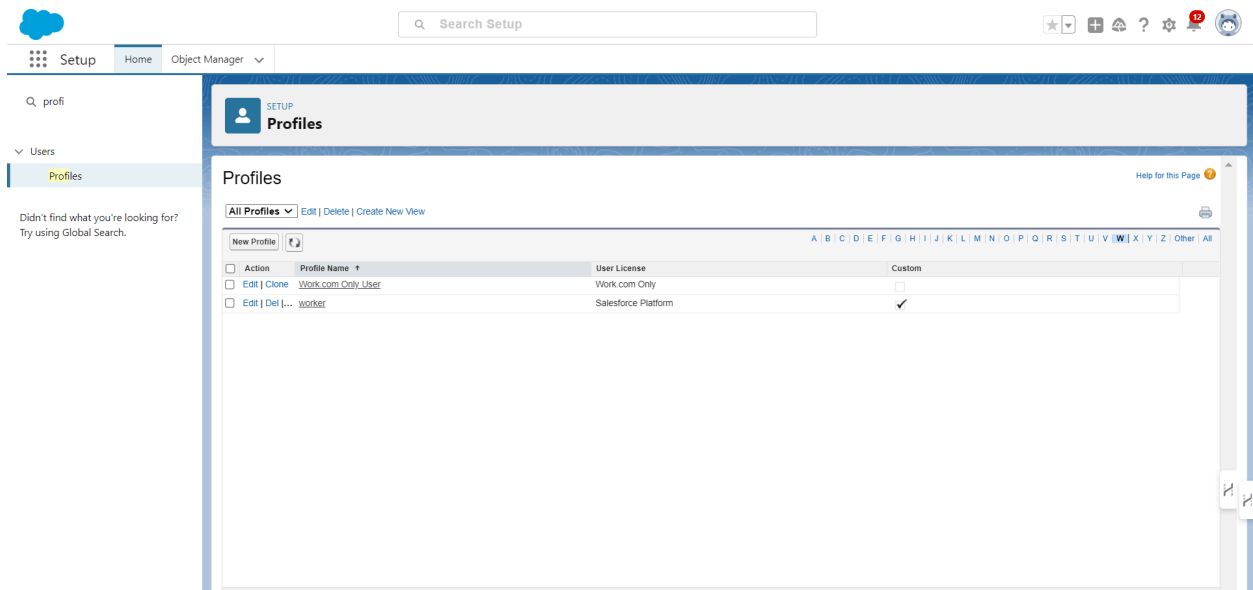 Search Setup
12
Setup Home Object Manager
profi
Users
Profiles
Didn't find what you're looking for?
Try using Global Search.
SETUP
Profiles
Profiles
Help for this Page
All Profiles Edit | Delete | Create New View
New Profile A | B | C | D | E | F | G | H | I | J | K | L | M | N | O | P | Q | R | S | T | U | V | W | X | Y | Z | Other | All
Action Profile Name ↑ User License Custom
Edit | Clone Work.com Only User Work.com Only
Edit | Del |... worker Salesforce Platform